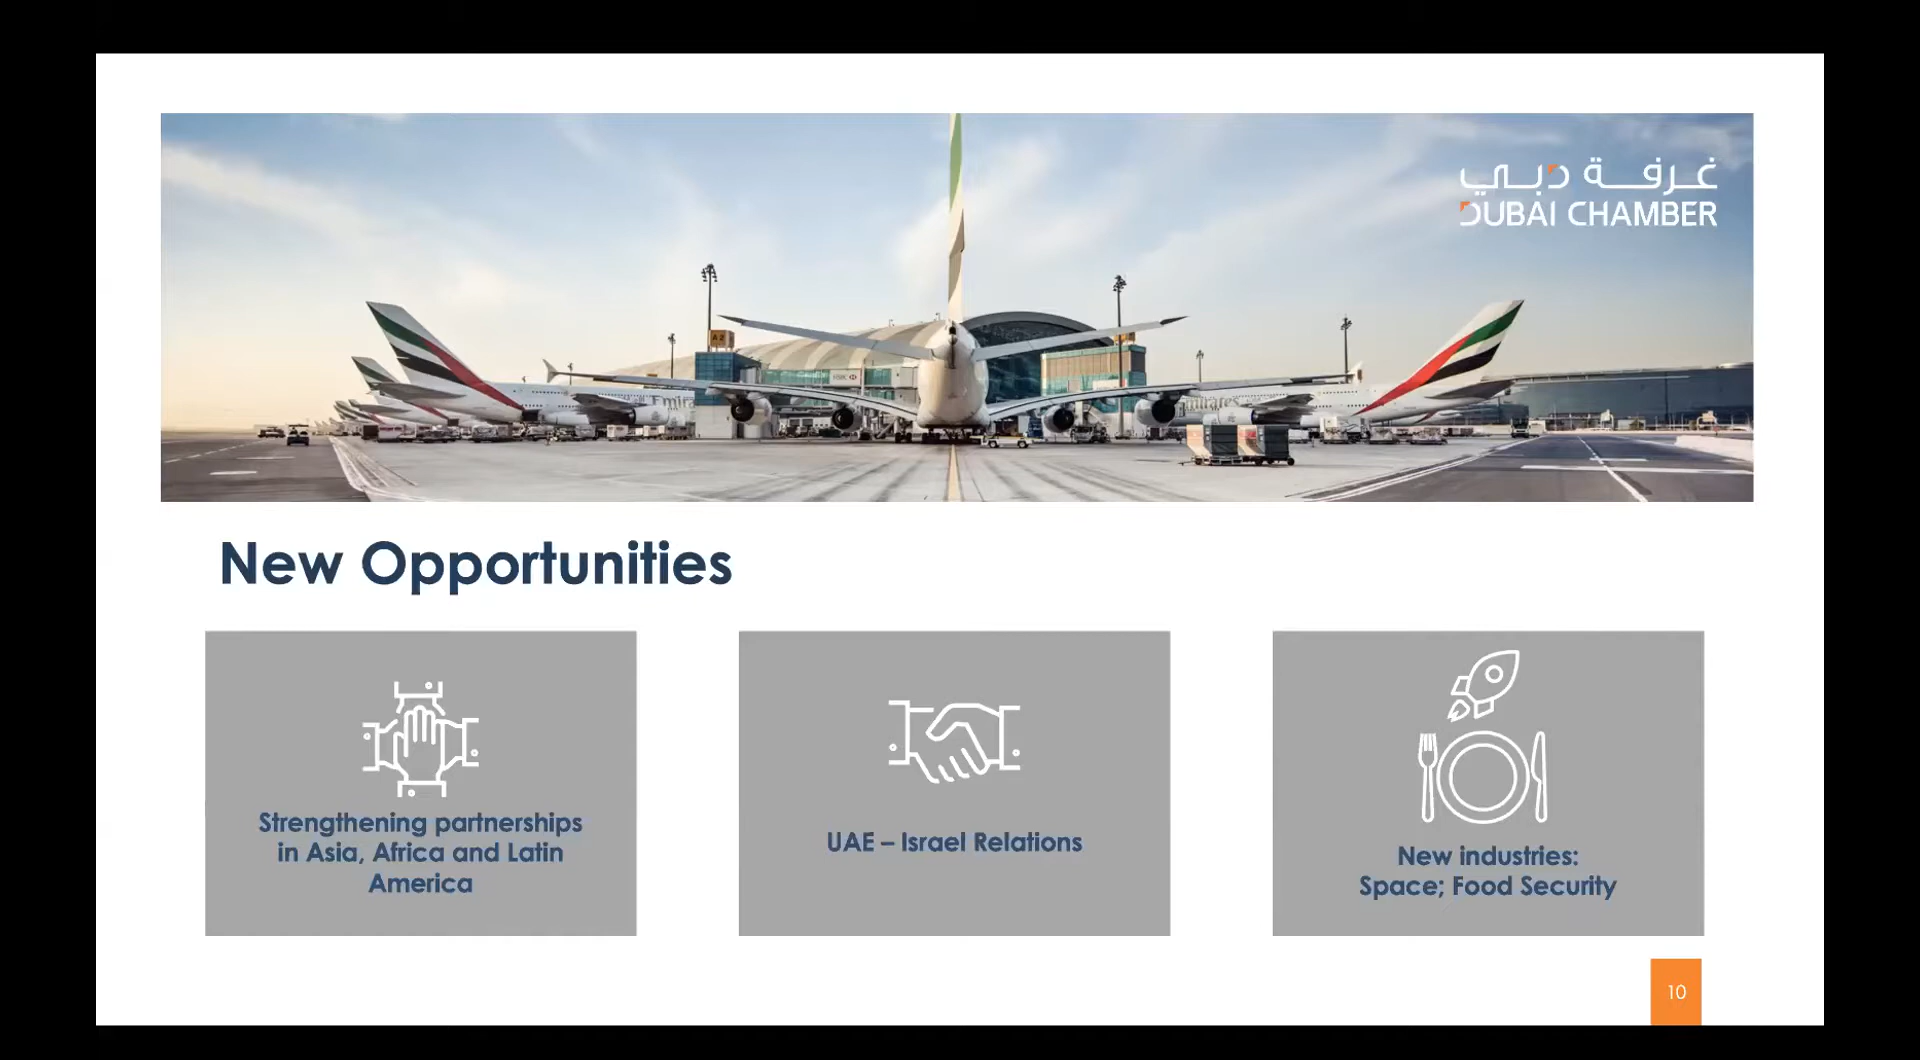 غرفة دبي
DUBAI CHAMBER
A2
New Opportunities
Strengthening partnerships
in Asia, Africa and Latin
America
UAE – Israel Relations
New industries:
Space; Food Security
10